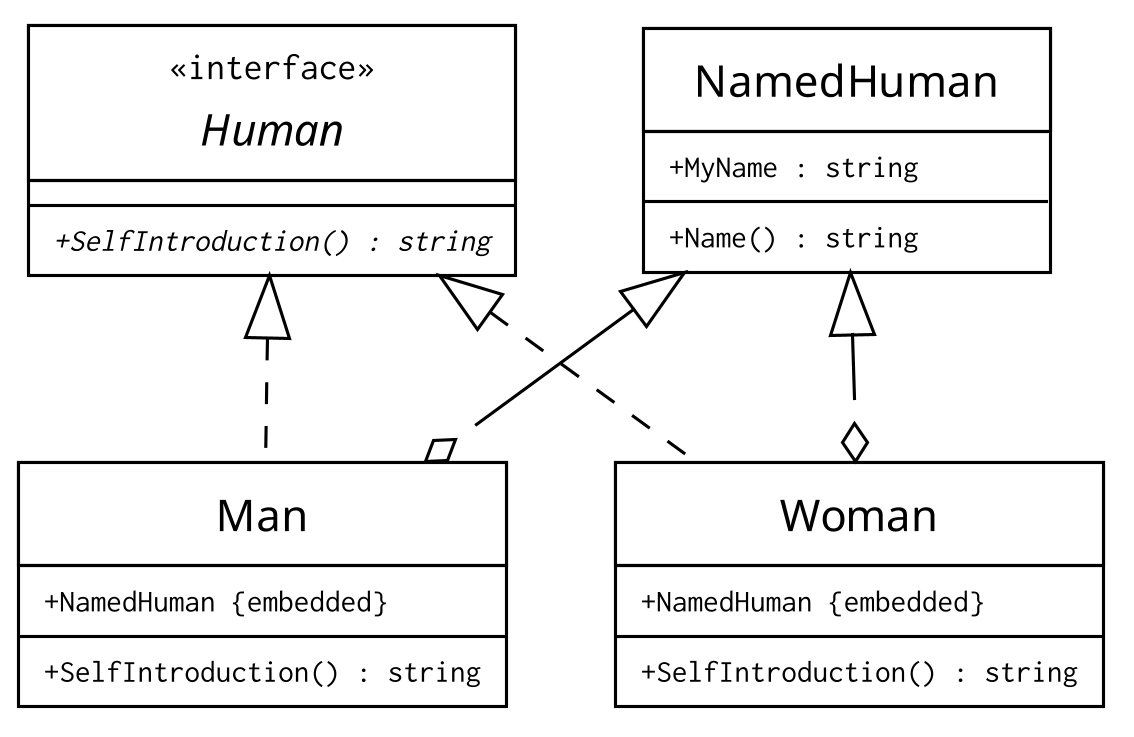 «interface»
Human
+SelfIntroduction() : string
NamedHuman
+MyName : string
+Name() : string
Man
+NamedHuman {embedded}
+SelfIntroduction() : string
Woman
+NamedHuman {embedded}
+SelfIntroduction() : string